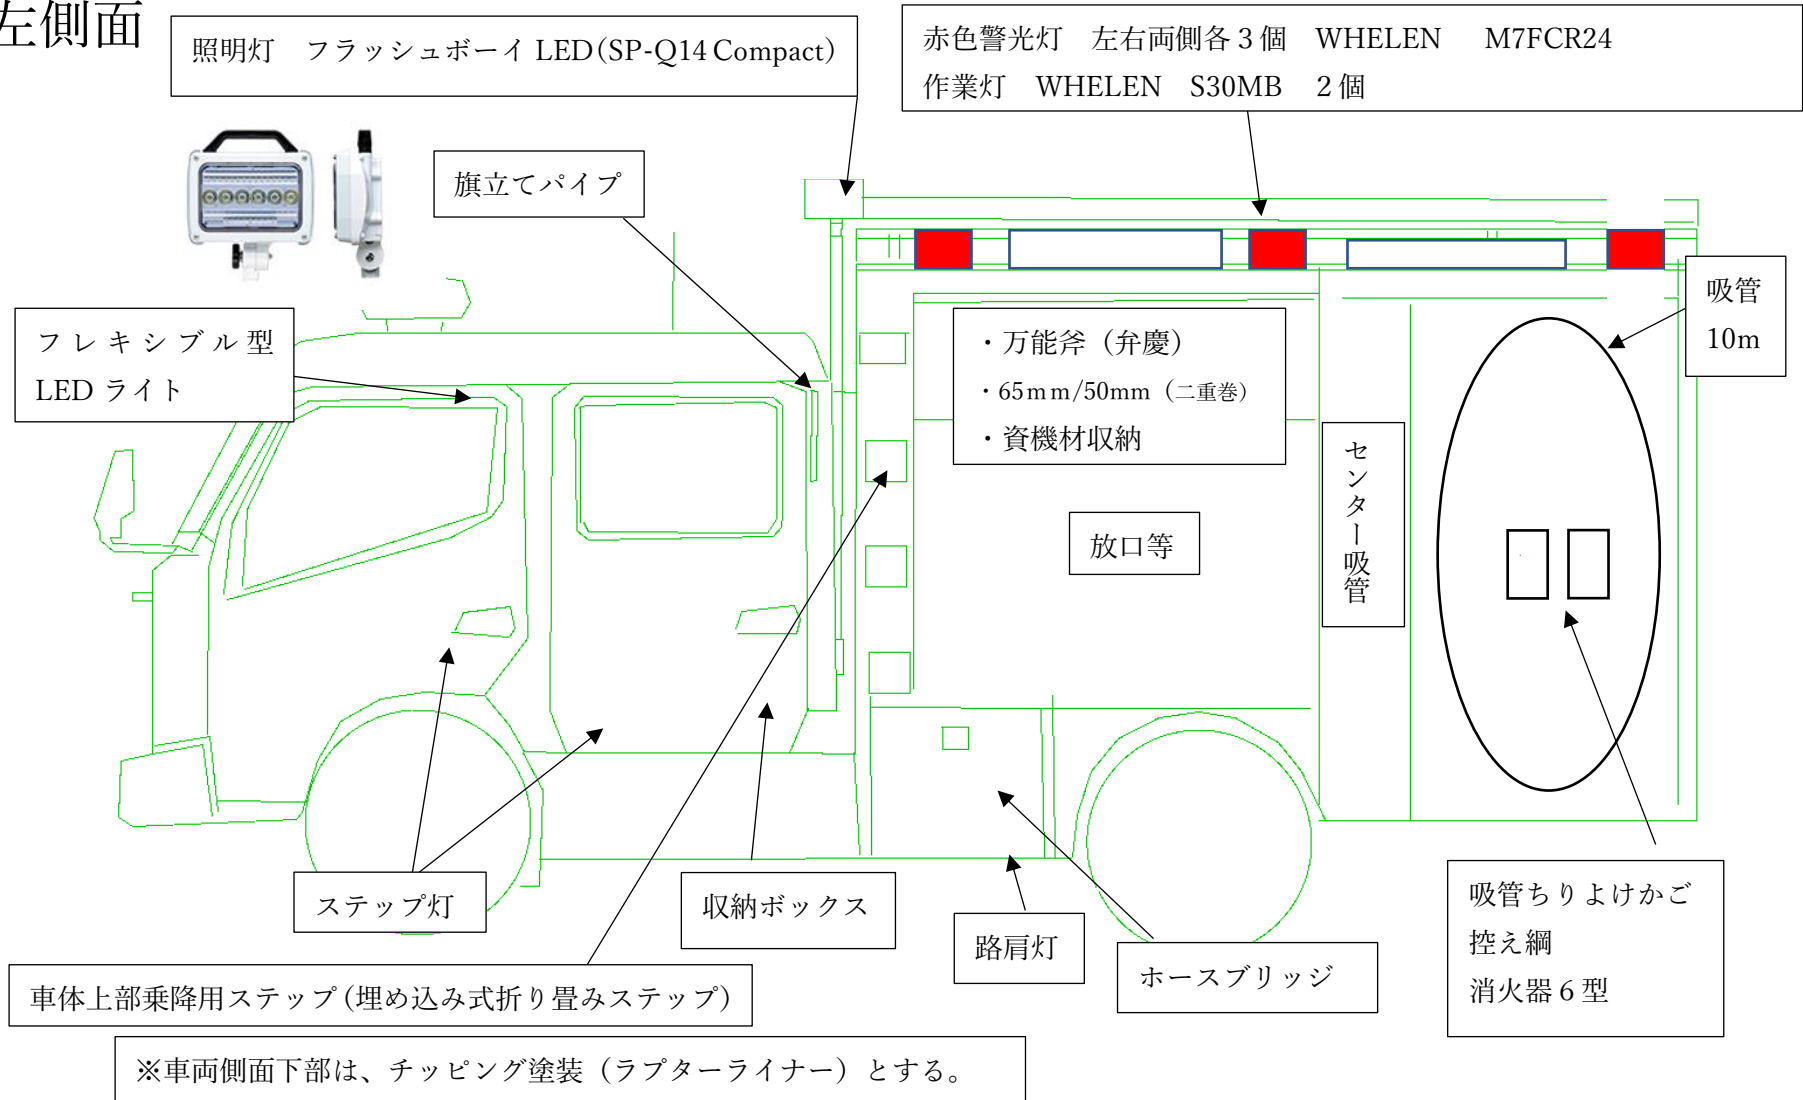 左側面
照明灯　フラッシュボーイ LED(SP-Q14 Compact)
赤色警光灯　左右両側各３個　WHELEN　M7FCR24
作業灯　WHELEN　S30MB　２個
旗立てパイプ
フレキシブル型
LED ライト
・万能斧（弁慶）
・65ｍｍ/50mm（二重巻）
・資機材収納
吸管
10m
センター吸管
放口等
ステップ灯
収納ボックス
路肩灯
ホースブリッジ
吸管ちりよけかご
控え綱
消火器６型
車体上部乗降用ステップ(埋め込み式折り畳みステップ)
※車両側面下部は、チッピング塗装（ラプターライナー）とする。